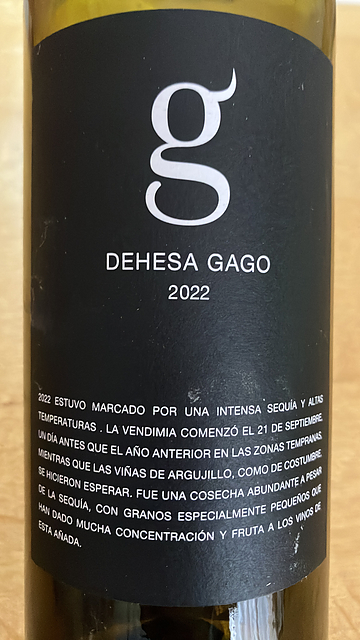 g
DEHESA GAGO
2022
2022 ESTUVO MARCADO POR UNA INTENSA SEQUÍA Y ALTAS
TEMPERATURAS . LA VENDIMIA COMENZÓ EL 21 DE SEPTIEMBRE,
UN DÍA ANTES QUE EL AÑO ANTERIOR EN LAS ZONAS TEMPRANAS,
MIENTRAS QUE LAS VIÑAS DE ARGUJILLO, COMO DE COSTUMBRE,
SE HICIERON ESPERAR. FUE UNA COSECHA ABUNDANTE A PESAR
DE LA SEQUÍA, CON GRANOS ESPECIALMENTE PEQUEÑOS QUE
HAN DADO MUCHA CONCENTRACIÓN Y FRUTA A LOS VINOS DE
ESTA AÑADA.